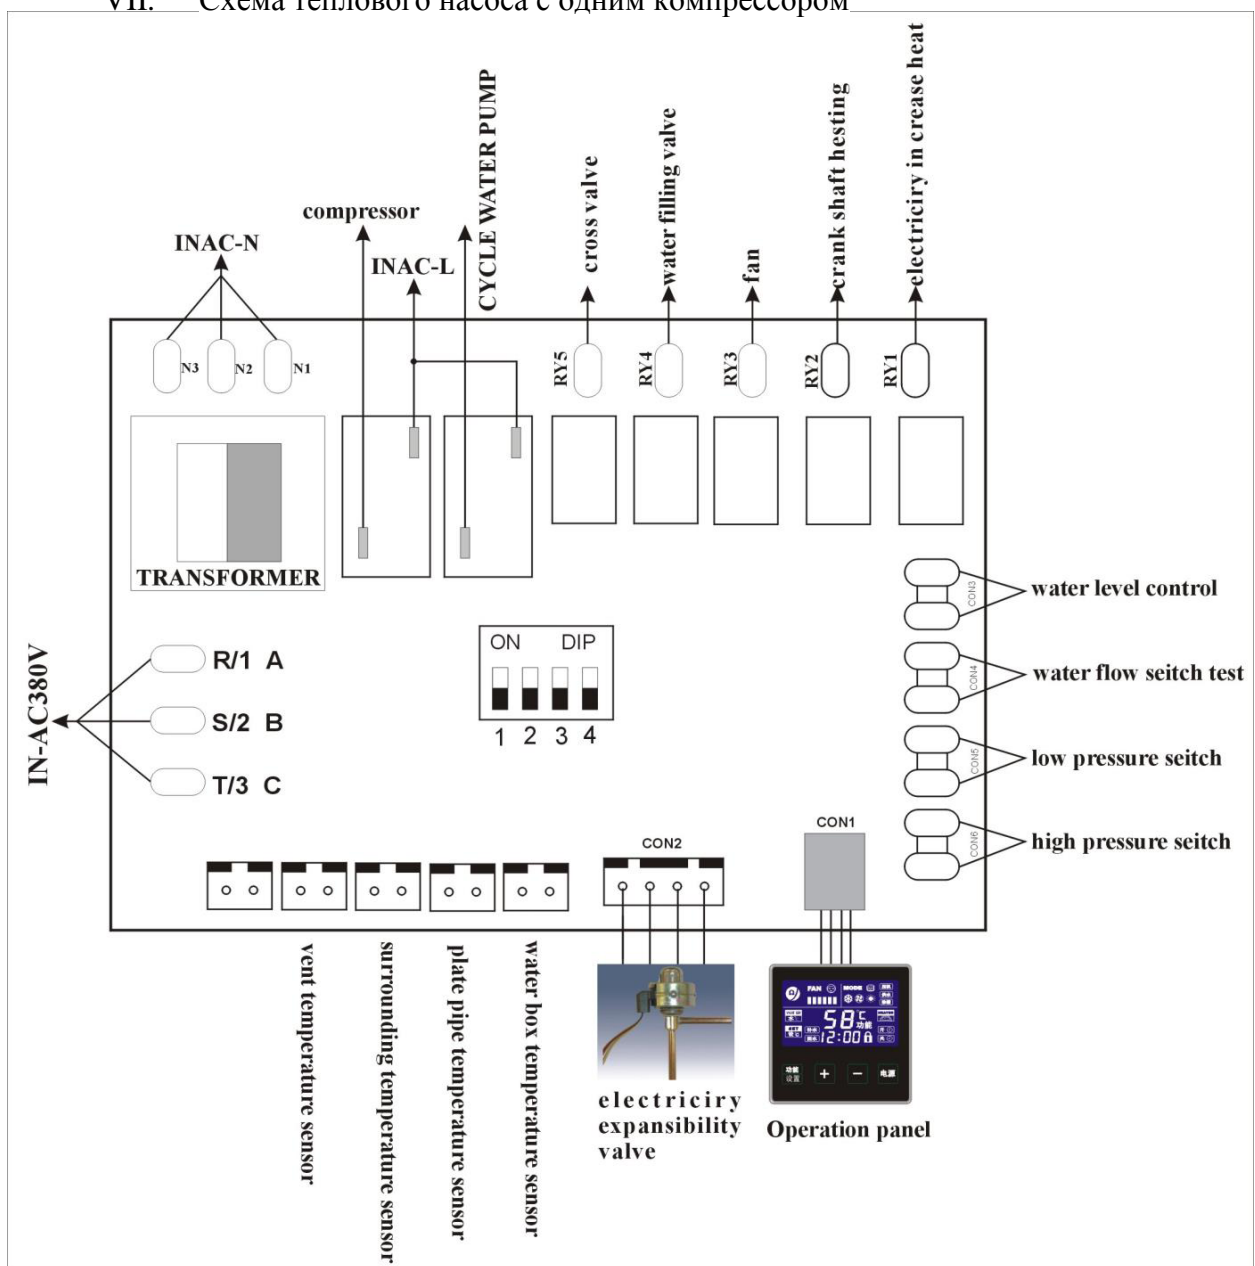 VII. Схема теплового насоса с одним компрессором
INAC-N
compressor
INAC-L
CYCLE WATER PUMP
cross valve
water filling valve
fan
crank shaft hesting
electriciry in crease heat
N3
N2
N1
RY5
RY4
RY3
RY2
RY1
TRANSFORMER
IN-AC380V
R/1 A
S/2 B
T/3 C
ON DIP
1 2 3 4
CON3
water level control
CON4
water flow seitch test
CON5
low pressure seitch
CON6
high pressure seitch
CON2
CON1
vent temperature sensor
surrounding temperature sensor
plate pipe temperature sensor
water box temperature sensor
electriciry
expansibility
valve
FAN MODE
58℃
功能
12:00
功能
设置
+
−
电源
Operation panel